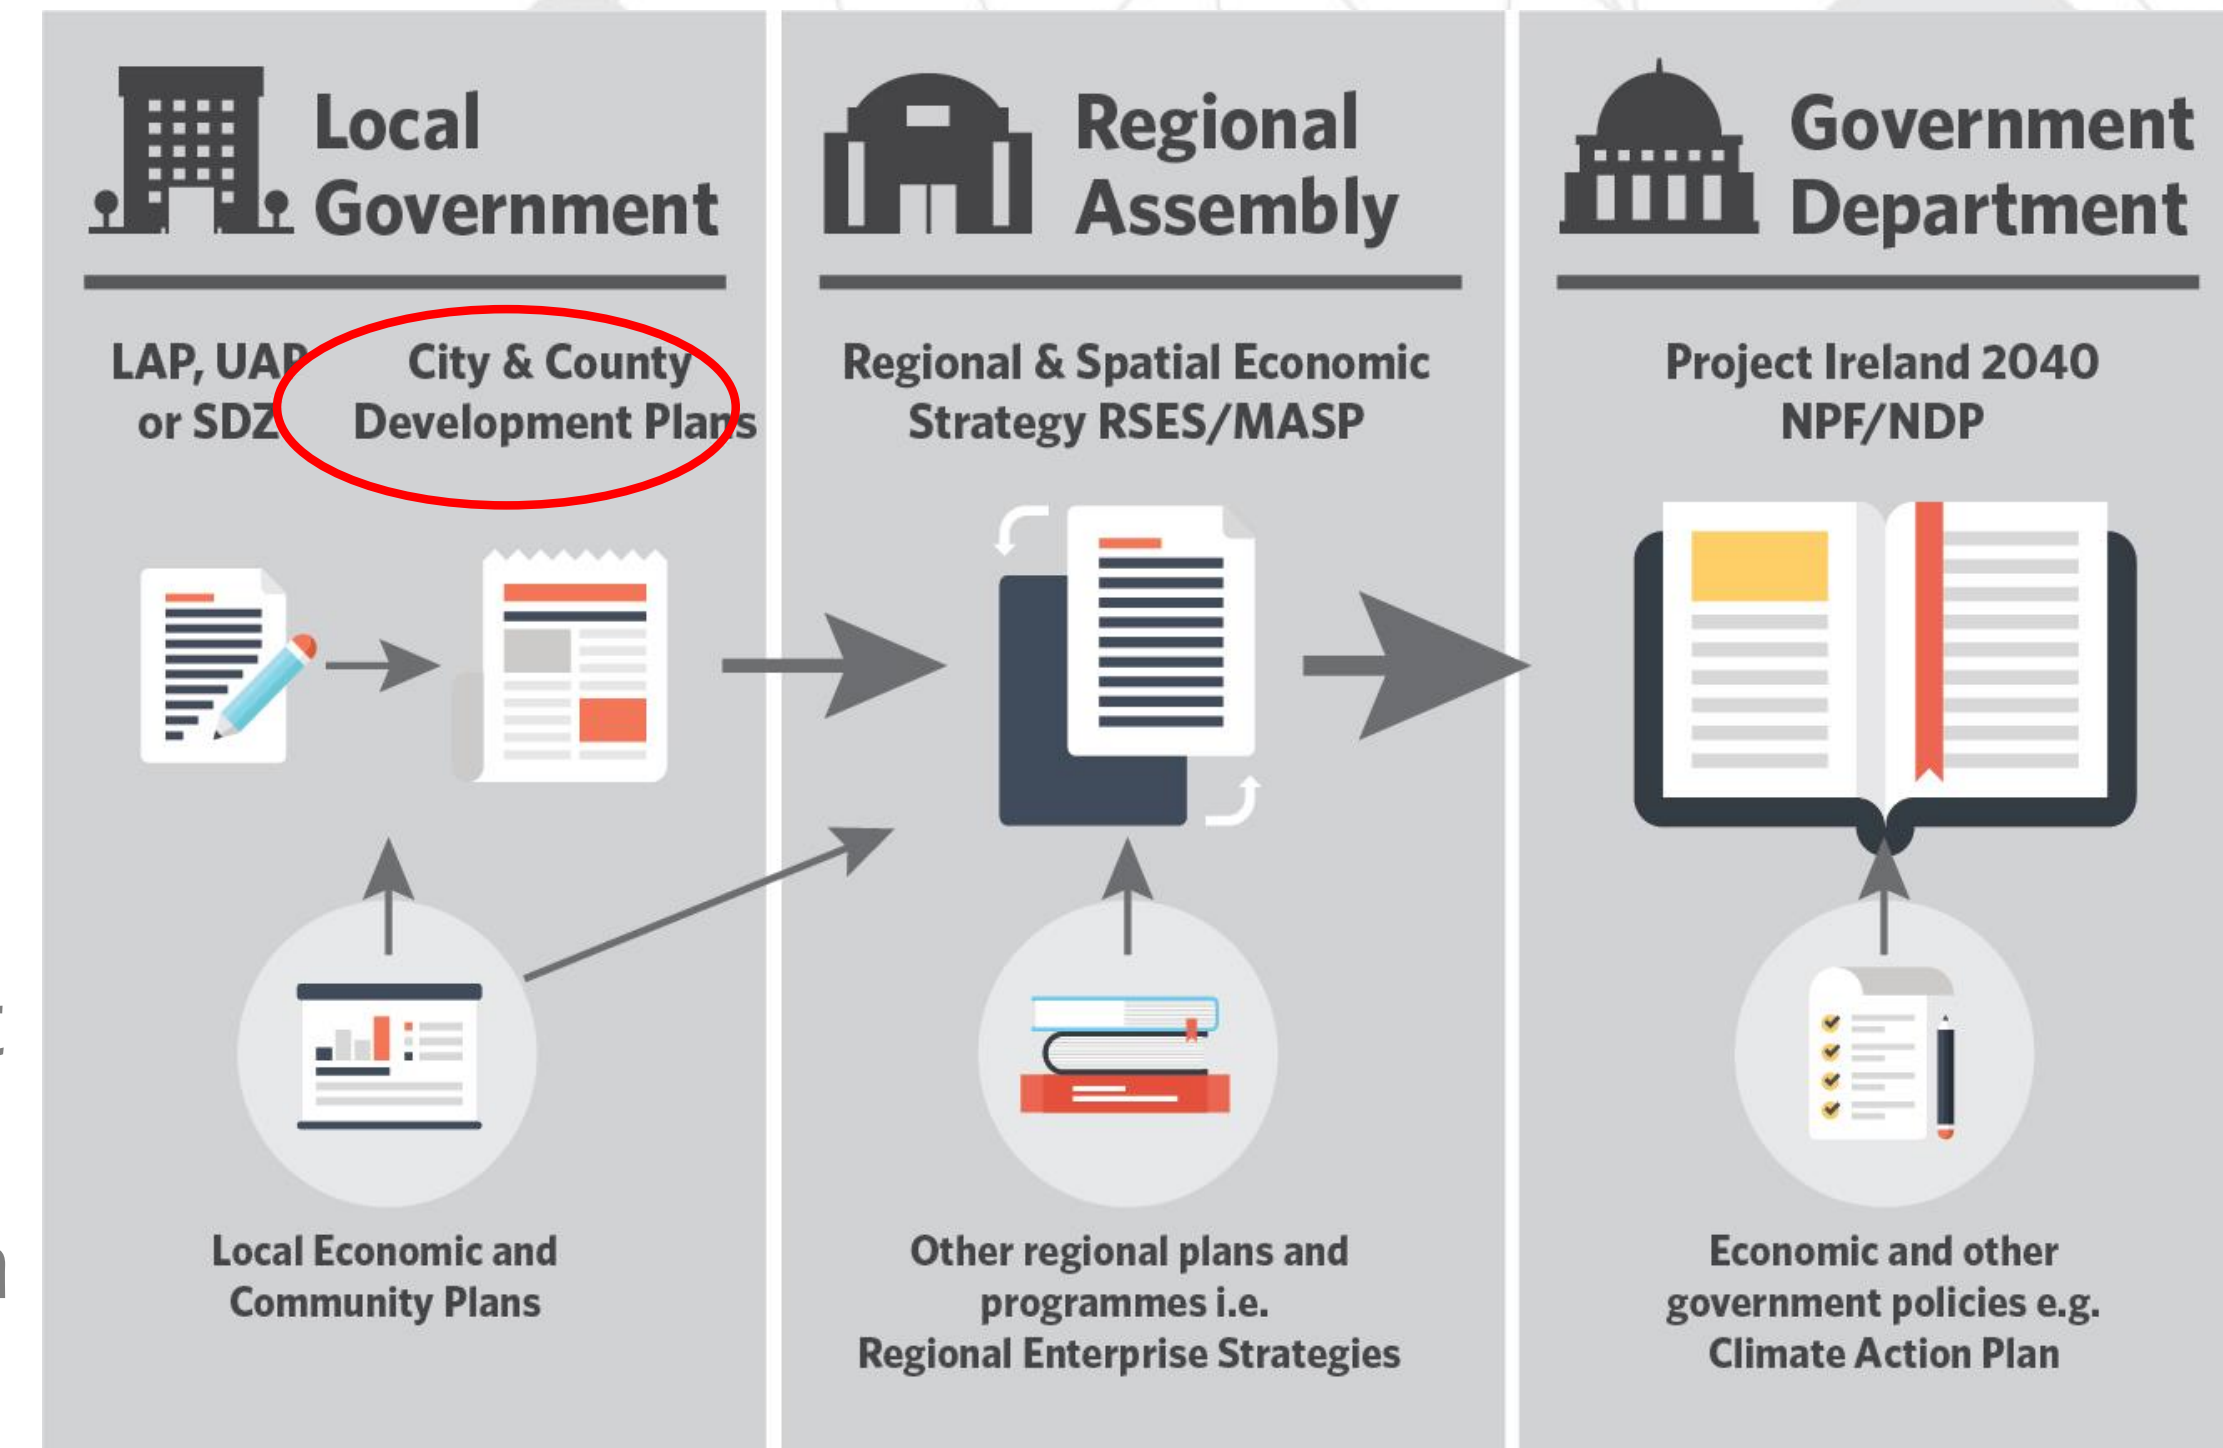 Local
Government
LAP, UAP
or SDZ
City & County
Development Plans
Local Economic and
Community Plans
Regional
Assembly
Regional & Spatial Economic
Strategy RSES/MASP
Other regional plans and
programmes i.e.
Regional Enterprise Strategies
Government
Department
Project Ireland 2040
NPF/NDP
Economic and other
government policies e.g.
Climate Action Plan